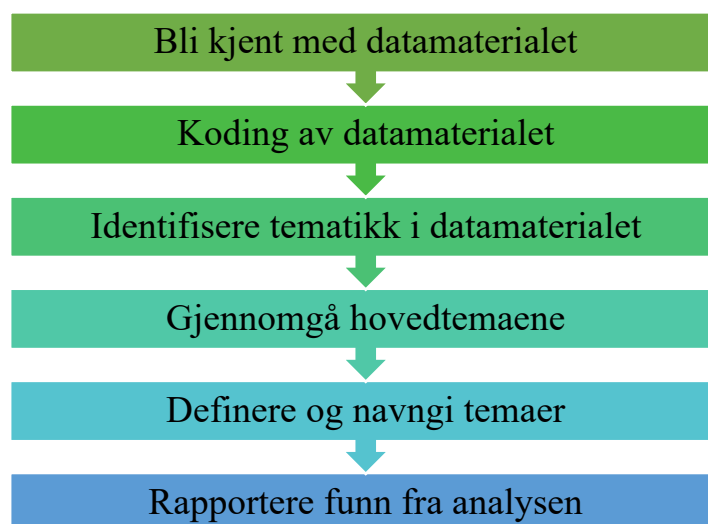 Bli kjent med datamaterialet
Koding av datamaterialet
Identifisere tematikk i datamaterialet
Gjennomgå hovedtemaene
Definere og navngi temaer
Rapportere funn fra analysen